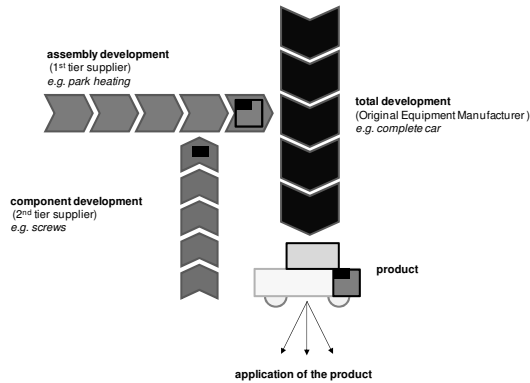 assembly development
(1st tier supplier)
e.g. park heating
total development
(Original Equipment Manufacturer)
e.g. complete car
component development
(2nd tier supplier)
e.g. screws
product
application of the product